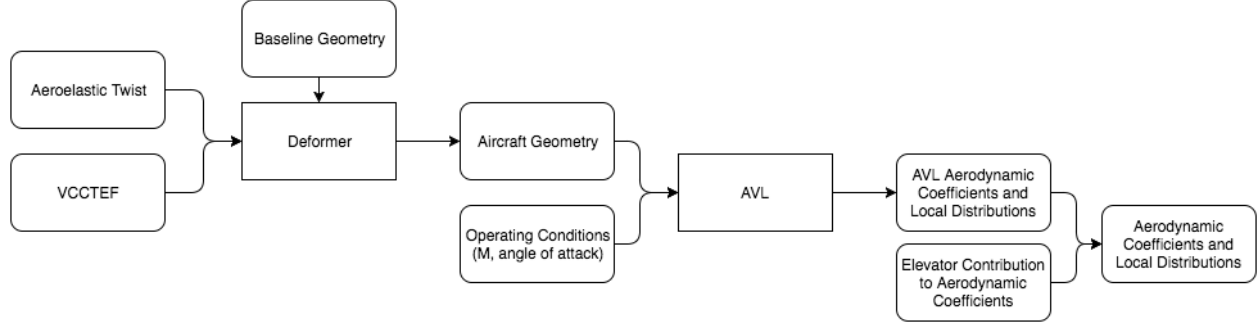 Baseline Geometry
Aeroelastic Twist
VCCTEF
Deformer
Aircraft Geometry
Operating Conditions
(M, angle of attack)
AVL
AVL Aerodynamic
Coefficients and
Local Distributions
Elevator Contribution
to Aerodynamic
Coefficients
Aerodynamic
Coefficients and
Local Distributions